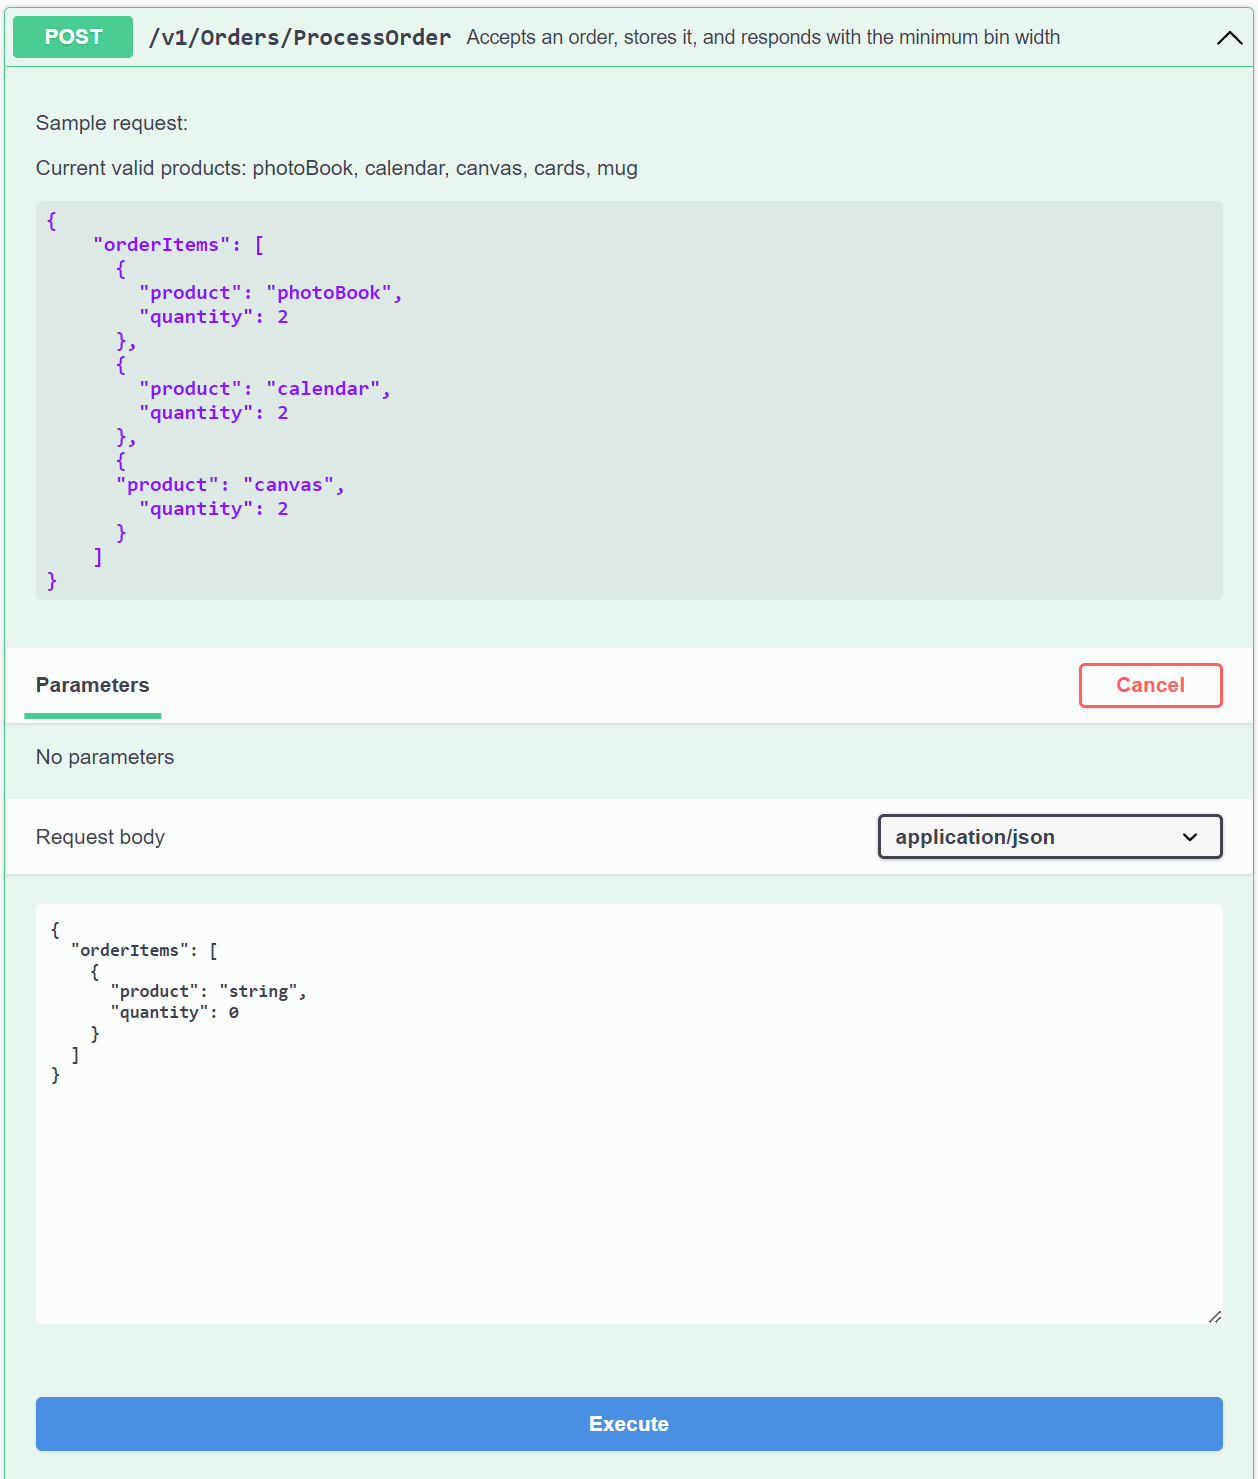 POST /v1/Orders/ProcessOrder Accepts an order, stores it, and responds with the minimum bin width
Sample request:
Current valid products: photoBook, calendar, canvas, cards, mug
{
    "orderItems": [
      {
        "product": "photoBook",
        "quantity": 2
      },
      {
        "product": "calendar",
        "quantity": 2
      },
      {
      "product": "canvas",
        "quantity": 2
      }
    ]
}
Parameters Cancel
No parameters
Request body application/json
{
  "orderItems": [
    {
      "product": "string",
      "quantity": 0
    }
  ]
}
Execute